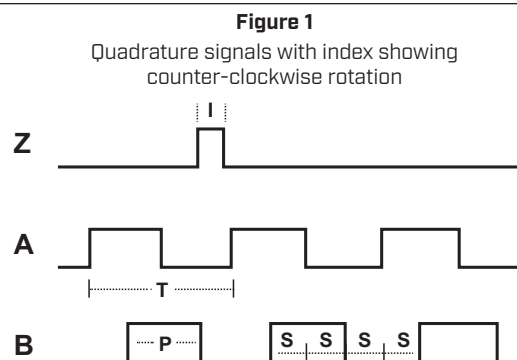 Figure 1
Quadrature signals with index showing
counter-clockwise rotation
I
Z
A
T
B
P
S S S S